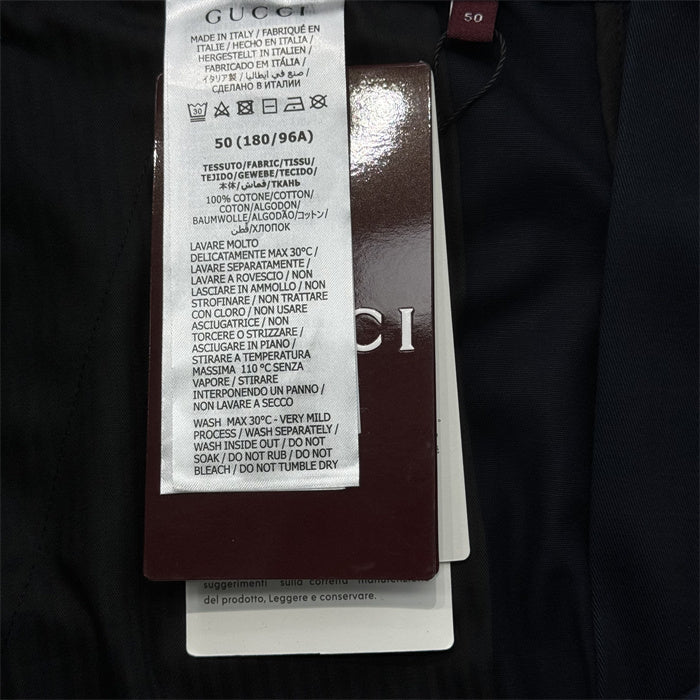 GUCCI
50
MADE IN ITALY / FABRIQUÉ EN
ITALIE / HECHO EN ITALIA /
HERGESTELLT IN ITALIEN /
FABRICADO EM ITÁLIA /
イタリア製 / صنع في ايطاليا /
СДЕЛАНО В ИТАЛИИ
30
50 (180/96A)
TESSUTO/FABRIC/TISSU/
TEJIDO/GEWEBE/TECIDO/
本体/قماش/ТКАНЬ
100% COTONE/COTTON/
COTON/ALGODON/
BAUMWOLLE/ALGODÃO/コットン/
قطن/ХЛОПОК
LAVARE MOLTO
DELICATAMENTE MAX 30°C /
LAVARE SEPARATAMENTE /
LAVARE A ROVESCIO / NON
LASCIARE IN AMMOLLO / NON
STROFINARE / NON TRATTARE
CON CLORO / NON USARE
ASCIUGATRICE / NON
TORCERE O STRIZZARE /
ASCIUGARE IN PIANO /
STIRARE A TEMPERATURA
MASSIMA 110 °C SENZA
VAPORE / STIRARE
INTERPONENDO UN PANNO /
NON LAVARE A SECCO
WASH MAX 30°C - VERY MILD
PROCESS / WASH SEPARATELY /
WASH INSIDE OUT / DO NOT
SOAK / DO NOT RUB / DO NOT
BLEACH / DO NOT TUMBLE DRY
CI
suggerimenti sulla corretta manutenzione
del prodotto, Leggere e conservare.